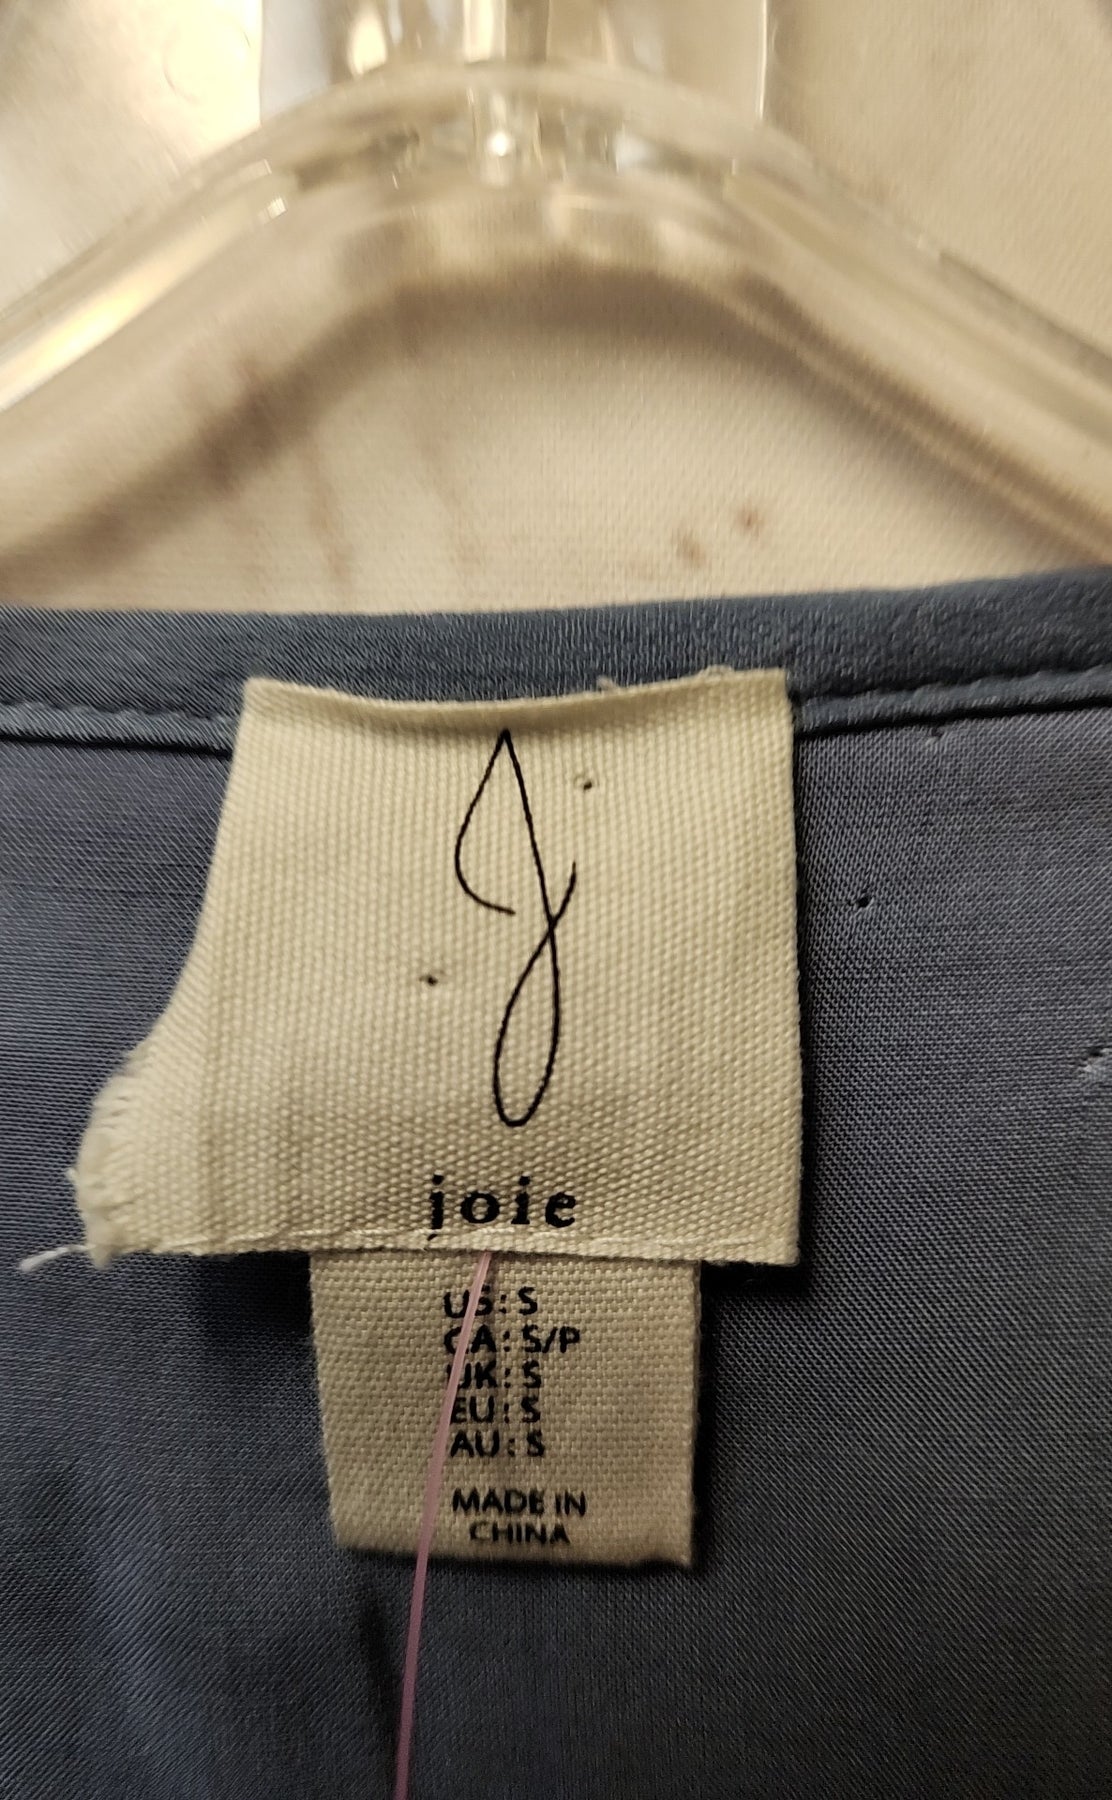 J
joie
US: S
CA: S/P
UK: S
EU: S
AU: S
MADE IN
CHINA